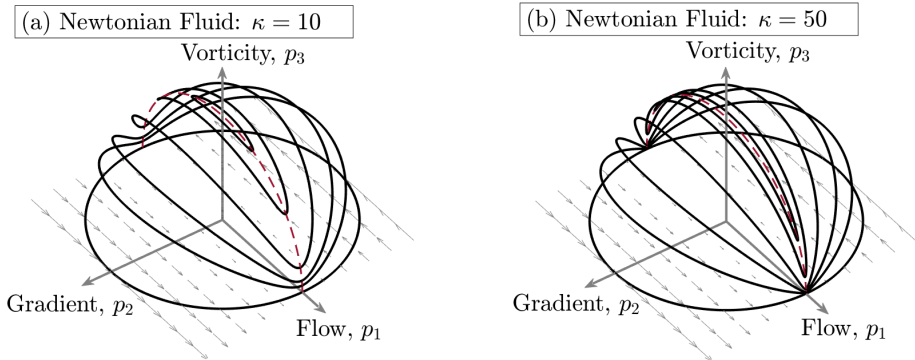 (a) Newtonian Fluid: κ = 10
Vorticity, p₃
Gradient, p₂
Flow, p₁
(b) Newtonian Fluid: κ = 50
Vorticity, p₃
Gradient, p₂
Flow, p₁